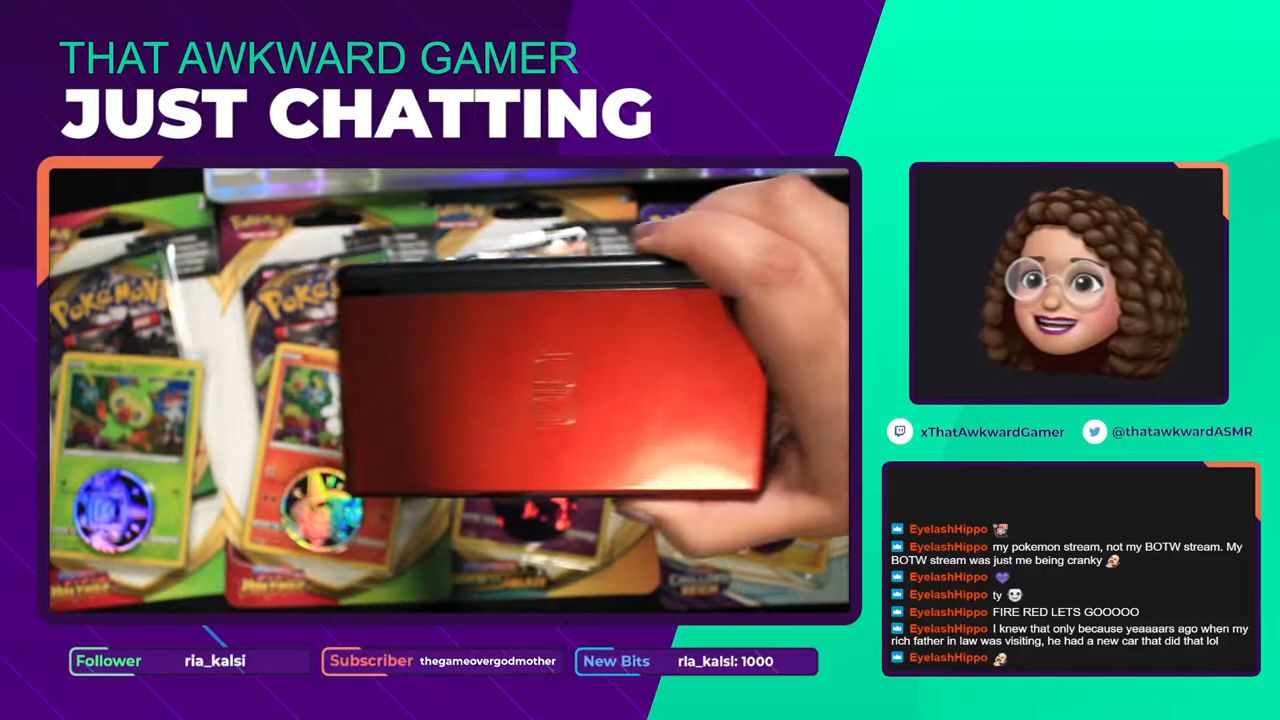 THAT AWKWARD GAMER
JUST CHATTING
POKéMON
POKéMON
xThatAwkwardGamer
@thatawkwardASMR
EyelashHippo
EyelashHippo my pokemon stream, not my BOTW stream. My
BOTW stream was just me being cranky
EyelashHippo
EyelashHippo ty
EyelashHippo FIRE RED LETS GOOOOO
EyelashHippo I knew that only because yeaaaars ago when my
rich father in law was visiting, he had a new car that did that lol
EyelashHippo
Follower ria_kalsi
Subscriber thegameovergodmother
New Bits ria_kalsi: 1000